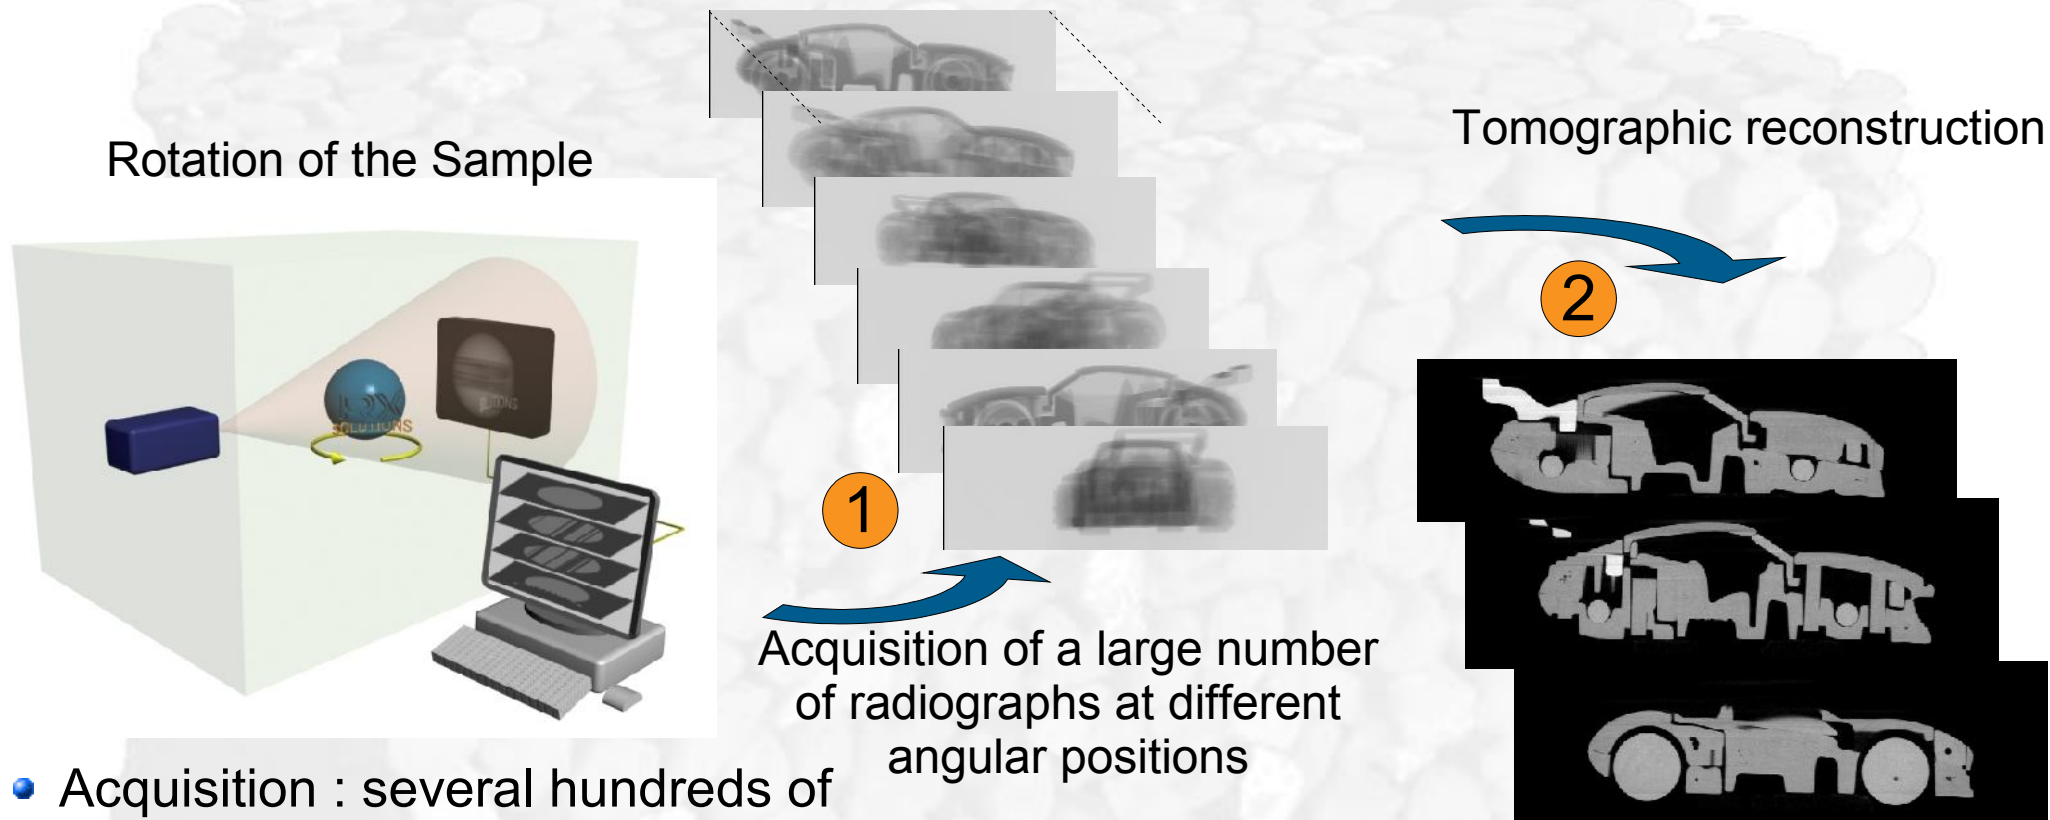 Rotation of the Sample
Tomographic reconstruction
2
1
SOLUTIONS
Acquisition of a large number
of radiographs at different
angular positions
Acquisition : several hundreds of